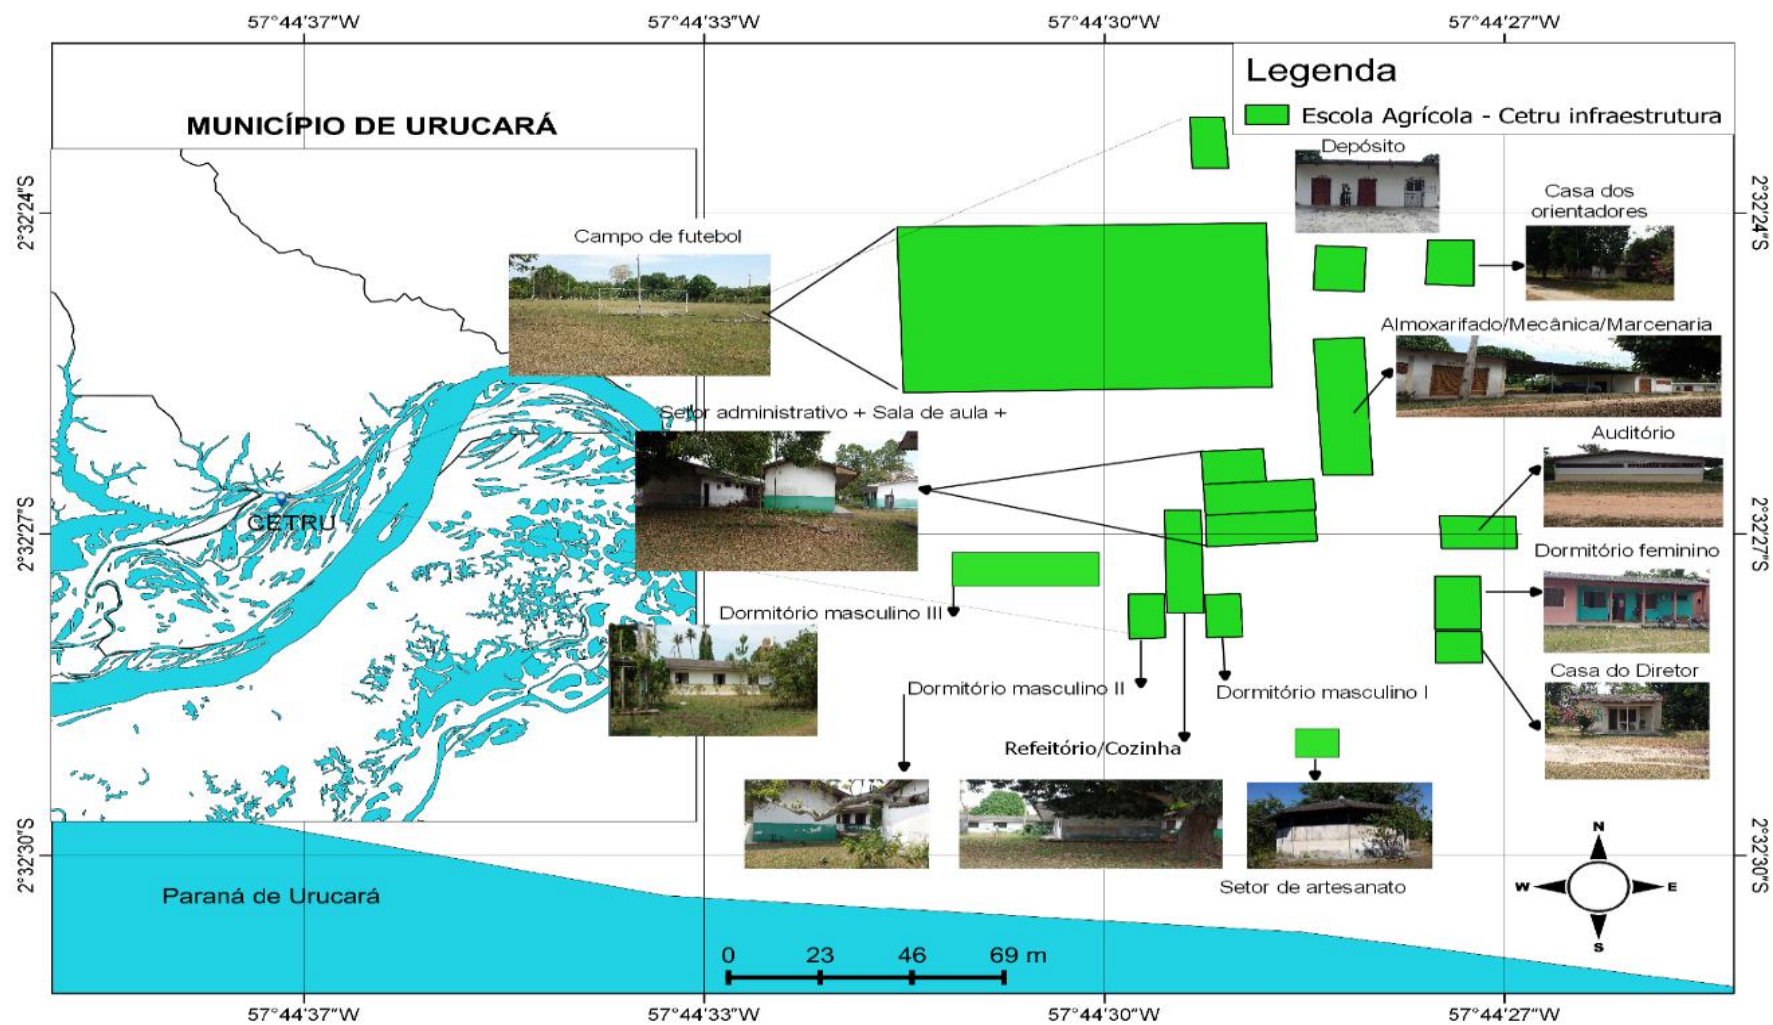 57°44'37"W
57°44'33"W
57°44'30"W
57°44'27"W
Legenda
Escola Agrícola - Cetru infraestrutura
MUNICÍPIO DE URUCARÁ
Depósito
2°32'24"S
2°32'24"S
Casa dos
orientadores
Campo de futebol
Almoxarifado/Mecânica/Marcenaria
Setor administrativo + Sala de aula +
Auditório
CETRU
2°32'27"S
2°32'27"S
Dormitório feminino
Dormitório masculino III
Casa do Diretor
Dormitório masculino II
Dormitório masculino I
Refeitório/Cozinha
2°32'30"S
2°32'30"S
N
W
E
S
Setor de artesanato
Paraná de Urucará
0 23 46 69 m
57°44'37"W
57°44'33"W
57°44'30"W
57°44'27"W